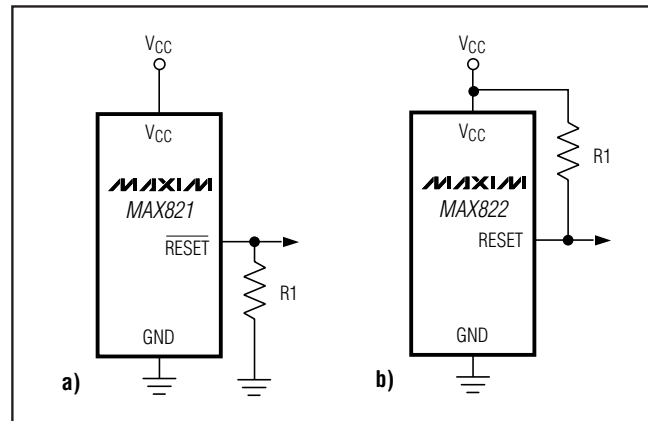 VCC
VCC
MAXIM
MAX821
RESET
R1
GND
a)
VCC
VCC
MAXIM
MAX822
RESET
R1
GND
b)